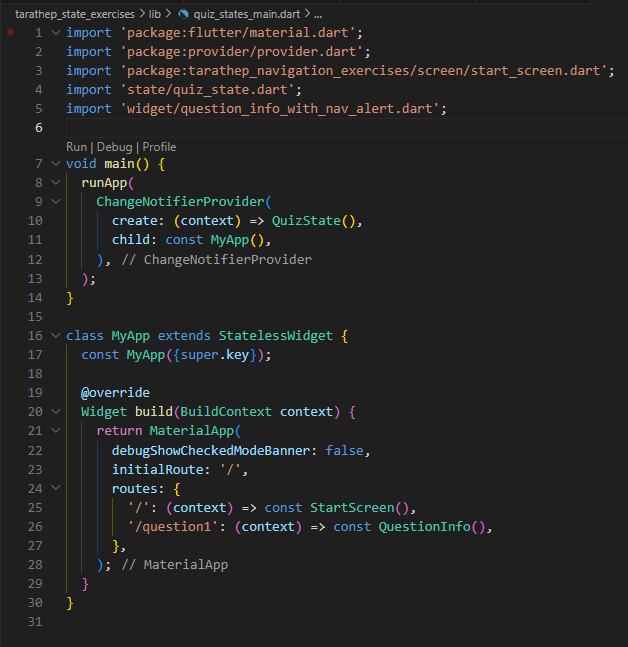 tarathep_state_exercises > lib > quiz_states_main.dart > ...
1 import 'package:flutter/material.dart';
2 import 'package:provider/provider.dart';
3 import 'package:tarathep_navigation_exercises/screen/start_screen.dart';
4 import 'state/quiz_state.dart';
5 import 'widget/question_info_with_nav_alert.dart';
6
Run | Debug | Profile
7 void main() {
8   runApp(
9     ChangeNotifierProvider(
10       create: (context) => QuizState(),
11       child: const MyApp(),
12     ), // ChangeNotifierProvider
13   );
14 }
15
16 class MyApp extends StatelessWidget {
17   const MyApp({super.key});
18
19   @override
20   Widget build(BuildContext context) {
21     return MaterialApp(
22       debugShowCheckedModeBanner: false,
23       initialRoute: '/',
24       routes: {
25         '/': (context) => const StartScreen(),
26         '/question1': (context) => const QuestionInfo(),
27       },
28     ); // MaterialApp
29   }
30 }
31